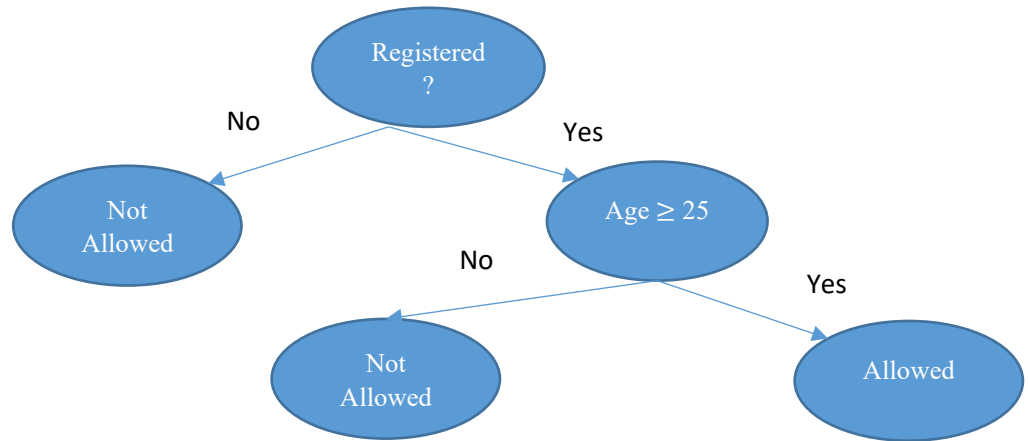 Registered
?
No
Yes
Not
Allowed
Age ≥ 25
No
Yes
Not
Allowed
Allowed